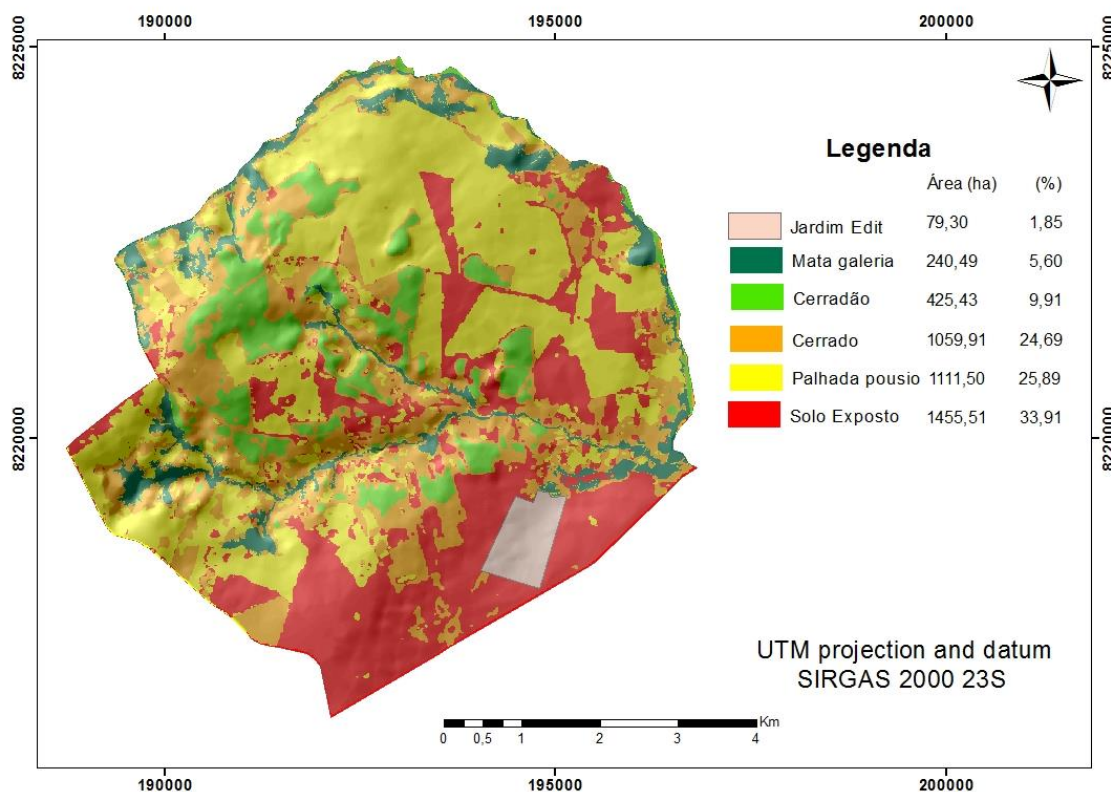 190000 195000 200000
8225000 8225000
Legenda
Área (ha) (%)
Jardim Edit 79,30 1,85
Mata galeria 240,49 5,60
Cerradão 425,43 9,91
Cerrado 1059,91 24,69
Palhada pousio 1111,50 25,89
Solo Exposto 1455,51 33,91
8220000 8220000
UTM projection and datum
SIRGAS 2000 23S
Km
0 0,5 1 2 3 4
190000 195000 200000